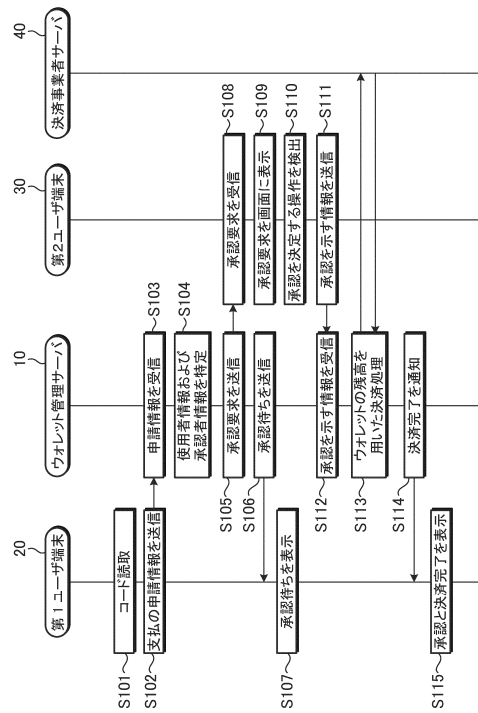 20
第1ユーザ端末
10
ウォレット管理サーバ
30
第2ユーザ端末
40
決済事業者サーバ
S101
コード読取
S102
支払の申請情報を送信
申請情報を受信
S103
使用者情報および
承認者情報を特定
S104
S105
承認要求を送信
承認要求を受信
S108
S106
承認待ちを送信
承認要求を画面に表示
S109
S107
承認待ちを表示
承認を決定する操作を検出
S110
S112
承認を示す情報を受信
承認を示す情報を送信
S111
S113
ウォレットの残高を
用いた決済処理
S114
決済完了を通知
S115
承認と決済完了を表示